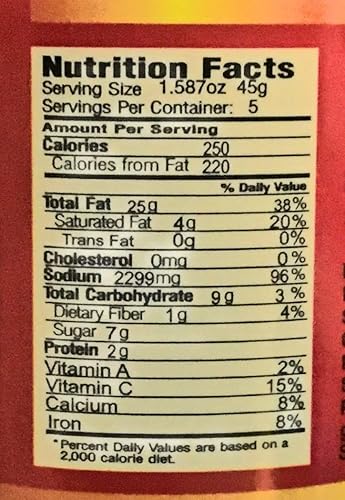 Nutrition Facts
Serving Size 1.587oz 45g
Servings Per Container: 5
Amount Per Serving
Calories 250
Calories from Fat 220
% Daily Value
Total Fat 25g 38%
Saturated Fat 4g 20%
Trans Fat 0g 0%
Cholesterol 0mg 0%
Sodium 2299mg 96%
Total Carbohydrate 9g 3%
Dietary Fiber 1g 4%
Sugar 7g
Protein 2g
Vitamin A 2%
Vitamin C 15%
Calcium 8%
Iron 8%
*Percent Daily Values are based on a
2,000 calorie diet.